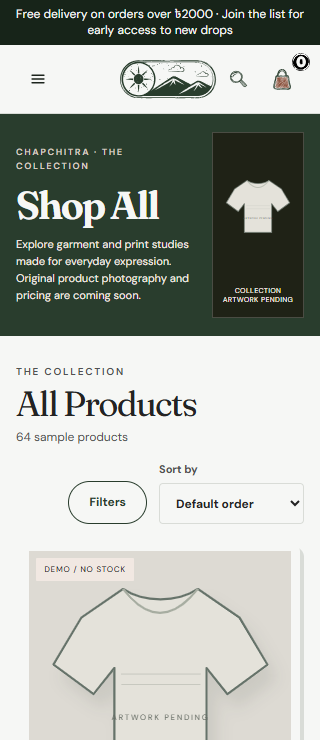 Free delivery on orders over ৳2000 · Join the list for
early access to new drops
0
CHAPCHITRA · THE
COLLECTION
Shop All
Explore garment and print studies
made for everyday expression.
Original product photography and
pricing are coming soon.
COLLECTION
ARTWORK PENDING
THE COLLECTION
All Products
64 sample products
Sort by
Filters
Default order
DEMO / NO STOCK
ARTWORK PENDING